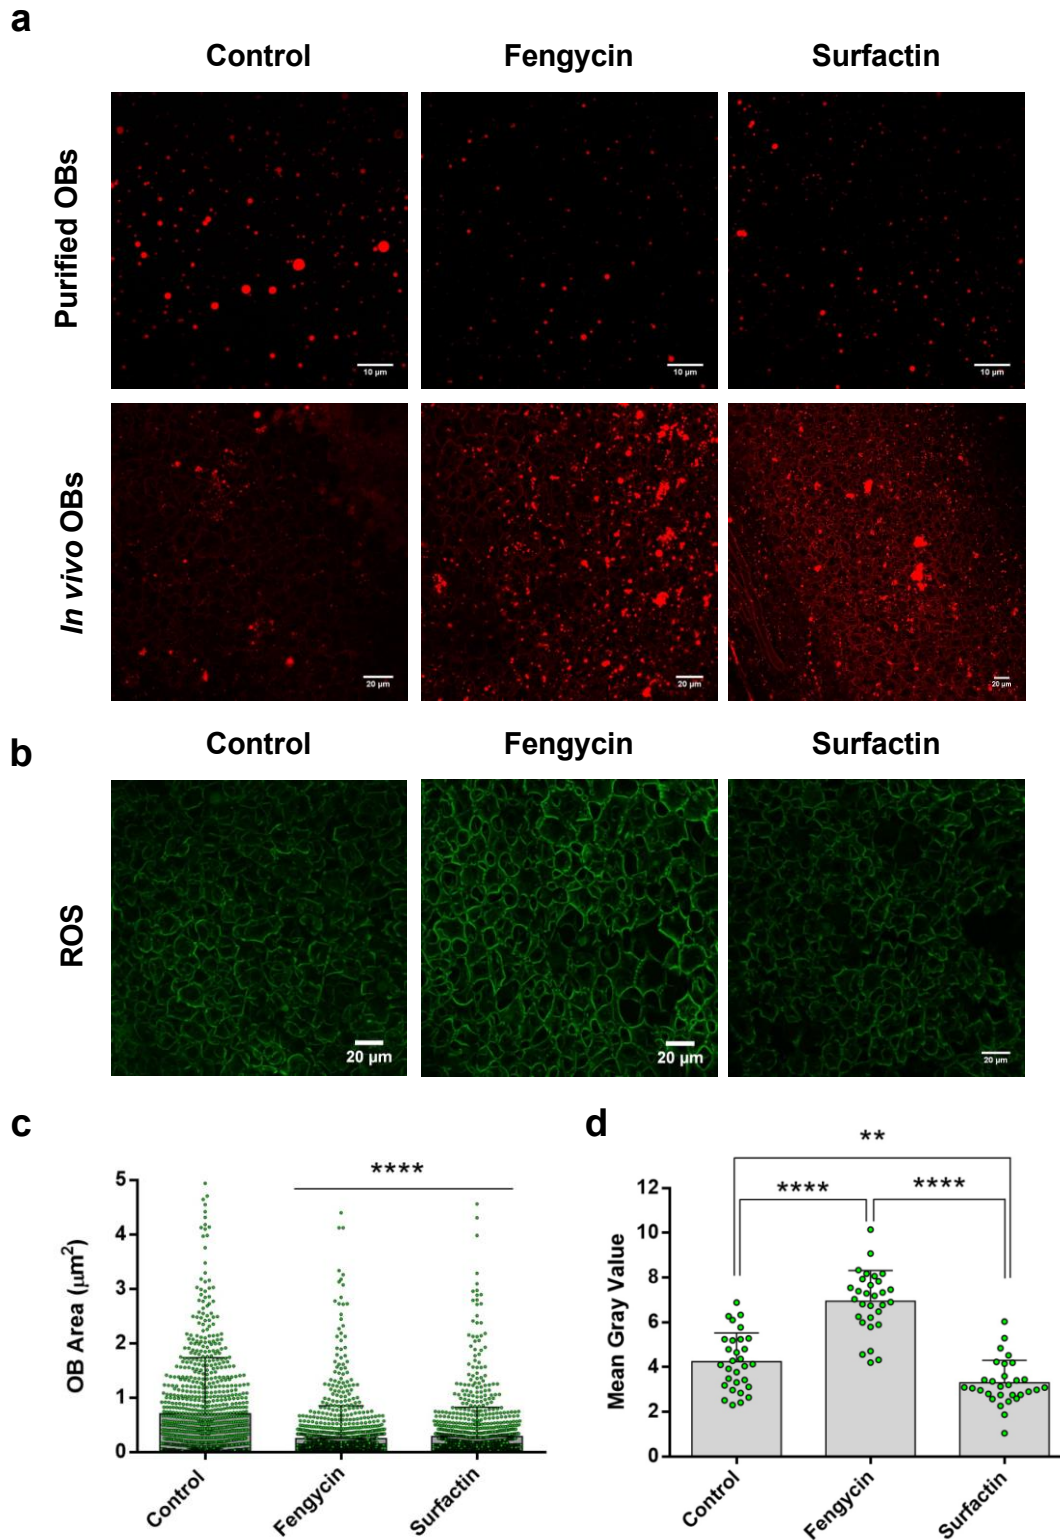 a
Control Fengycin Surfactin
Purified OBs
10 μm 10 μm 10 μm
In vivo OBs
20 μm 20 μm 20 μm
b
Control Fengycin Surfactin
ROS
20 μm 20 μm 20 μm
c
****
OB Area (μm²)
5
4
3
2
1
0
Control Fengycin Surfactin
d
**
**** ****
Mean Gray Value
12
10
8
6
4
2
0
Control Fengycin Surfactin